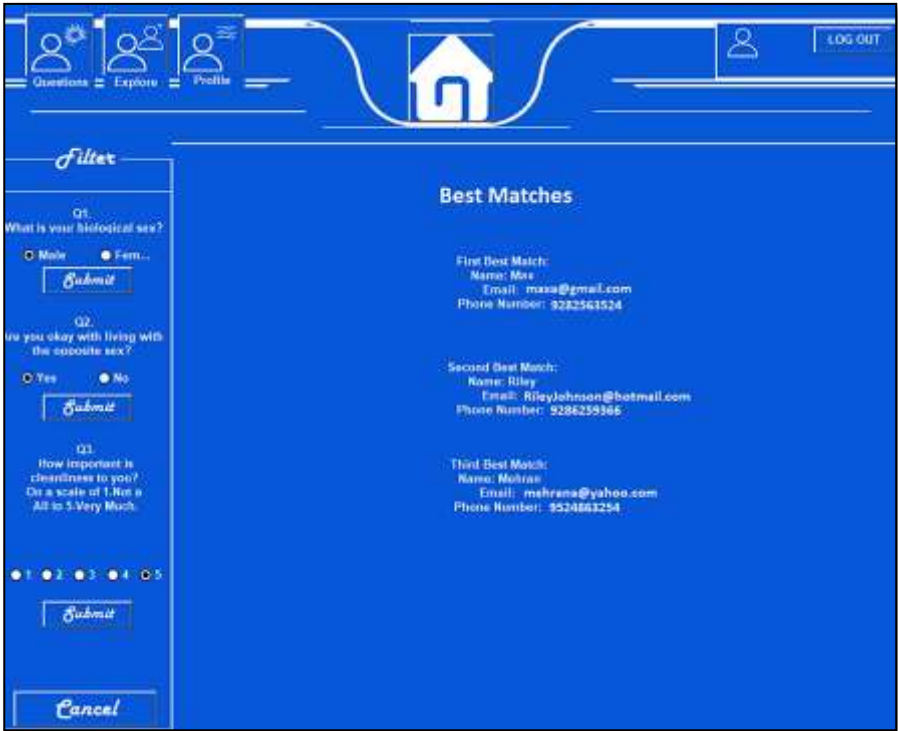 Questions
Explore
Profile
LOG OUT
Filter
Q1.
What is your biological sex?
Male Fem...
Submit
Q2.
re you okay with living with
the opposite sex?
Yes No
Submit
Q3.
How important is
cleanliness to you?
On a scale of 1.Not a
All to 5.Very Much.
1 2 3 4 5
Submit
Cancel
Best Matches
First Best Match:
Name: Max
Email: maxa@gmail.com
Phone Number: 9282563524
Second Best Match:
Name: Riley
Email: RileyJohnson@hotmail.com
Phone Number: 9286259366
Third Best Match:
Name: Mehran
Email: mehrana@yahoo.com
Phone Number: 9524863254